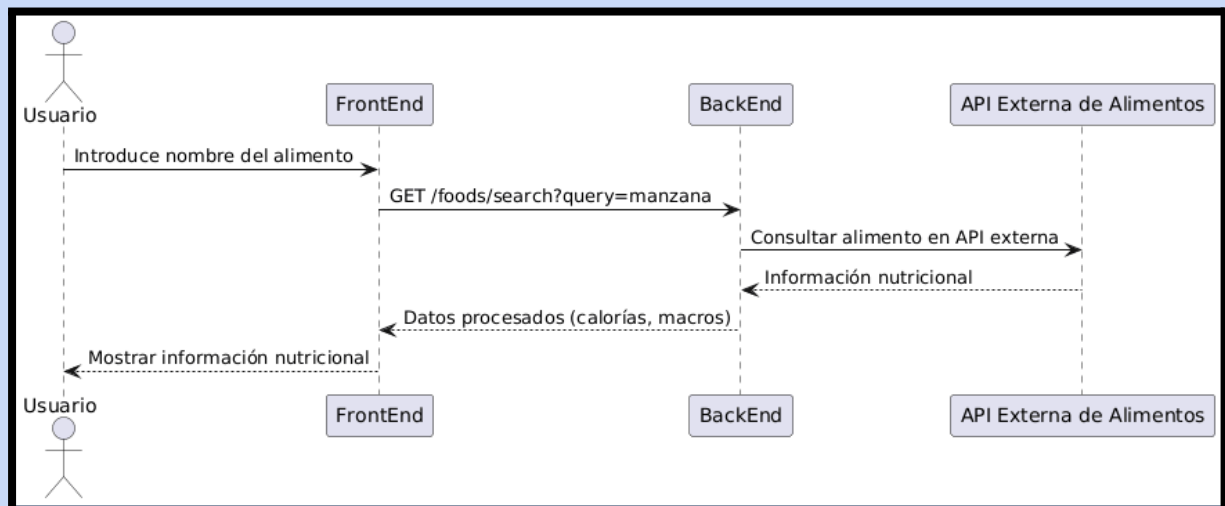 Usuario
FrontEnd
BackEnd
API Externa de Alimentos
Introduce nombre del alimento
GET /foods/search?query=manzana
Consultar alimento en API externa
Información nutricional
Datos procesados (calorías, macros)
Mostrar información nutricional
Usuario
FrontEnd
BackEnd
API Externa de Alimentos